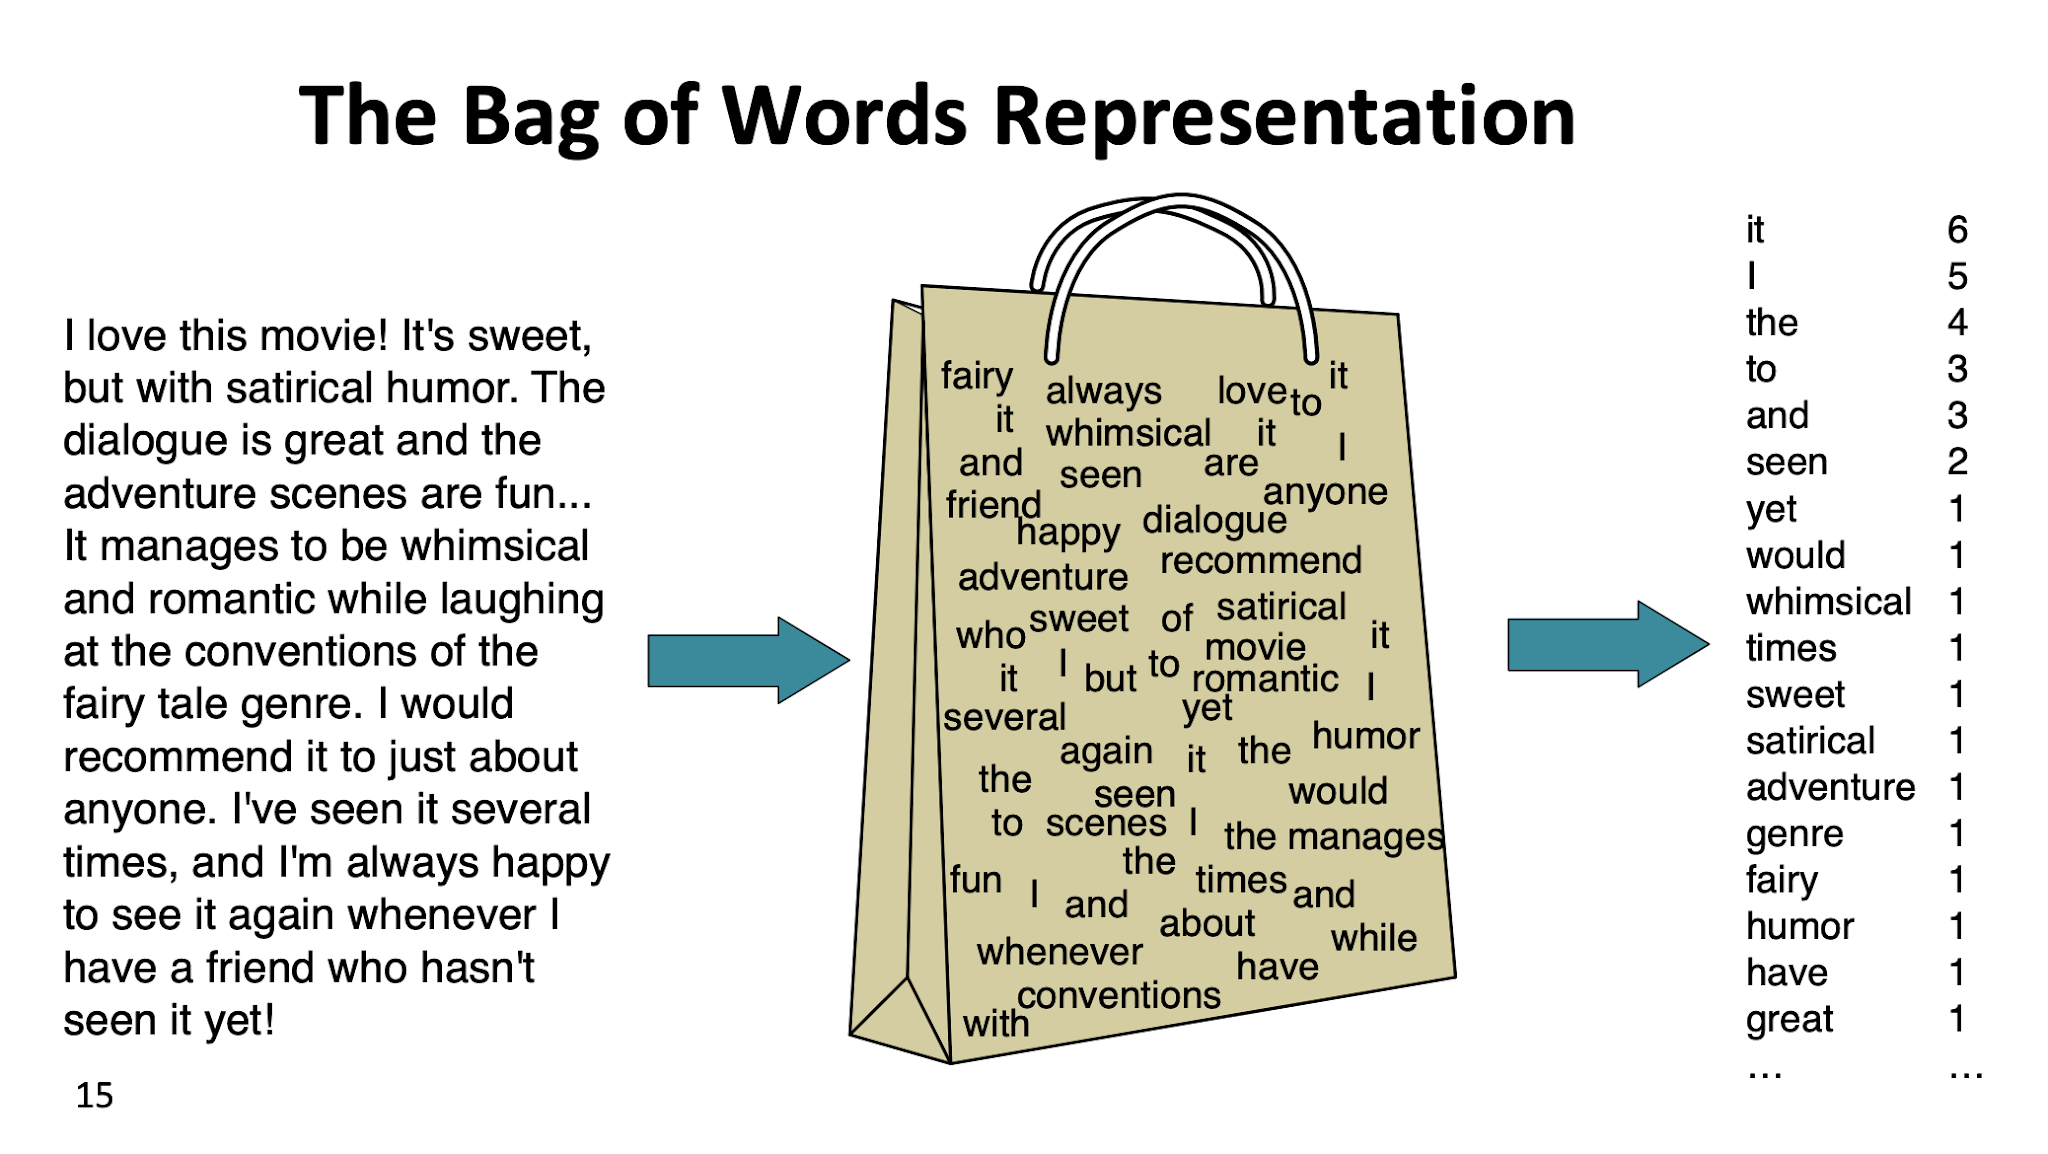 The Bag of Words Representation
I love this movie! It's sweet,
but with satirical humor. The
dialogue is great and the
adventure scenes are fun...
It manages to be whimsical
and romantic while laughing
at the conventions of the
fairy tale genre. I would
recommend it to just about
anyone. I've seen it several
times, and I'm always happy
to see it again whenever I
have a friend who hasn't
seen it yet!
fairy always love to it
it whimsical it I
and seen are anyone
friend happy dialogue
adventure recommend
who sweet of satirical
it I but to movie it
romantic I
several yet
again it the humor
the seen would
to scenes I the manages
the
fun I and times and
about
whenever have while
conventions
with
it 6
I 5
the 4
to 3
and 3
seen 2
yet 1
would 1
whimsical 1
times 1
sweet 1
satirical 1
adventure 1
genre 1
fairy 1
humor 1
have 1
great 1
… …
15